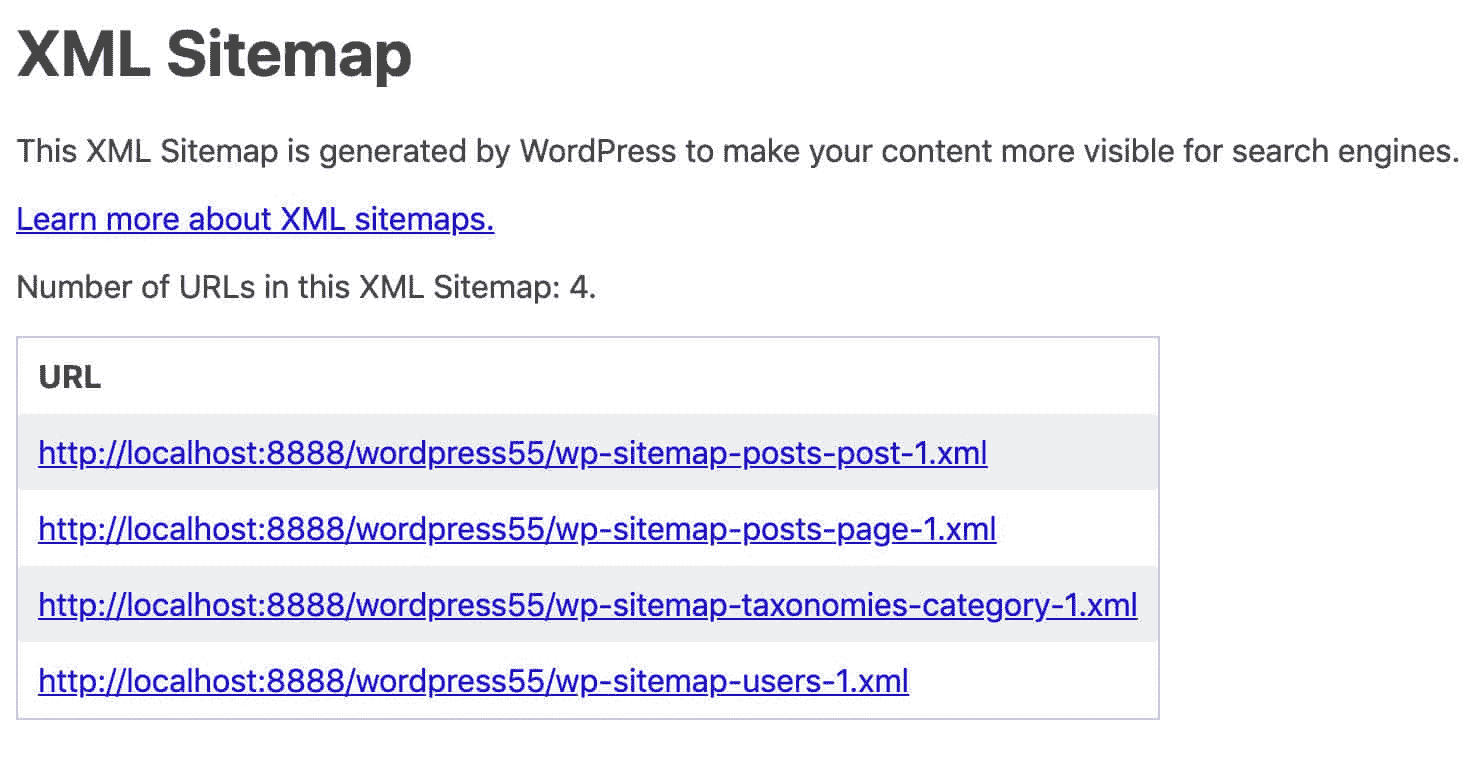 XML Sitemap
This XML Sitemap is generated by WordPress to make your content more visible for search engines.
Learn more about XML sitemaps.
Number of URLs in this XML Sitemap: 4.
URL
http://localhost:8888/wordpress55/wp-sitemap-posts-post-1.xml
http://localhost:8888/wordpress55/wp-sitemap-posts-page-1.xml
http://localhost:8888/wordpress55/wp-sitemap-taxonomies-category-1.xml
http://localhost:8888/wordpress55/wp-sitemap-users-1.xml